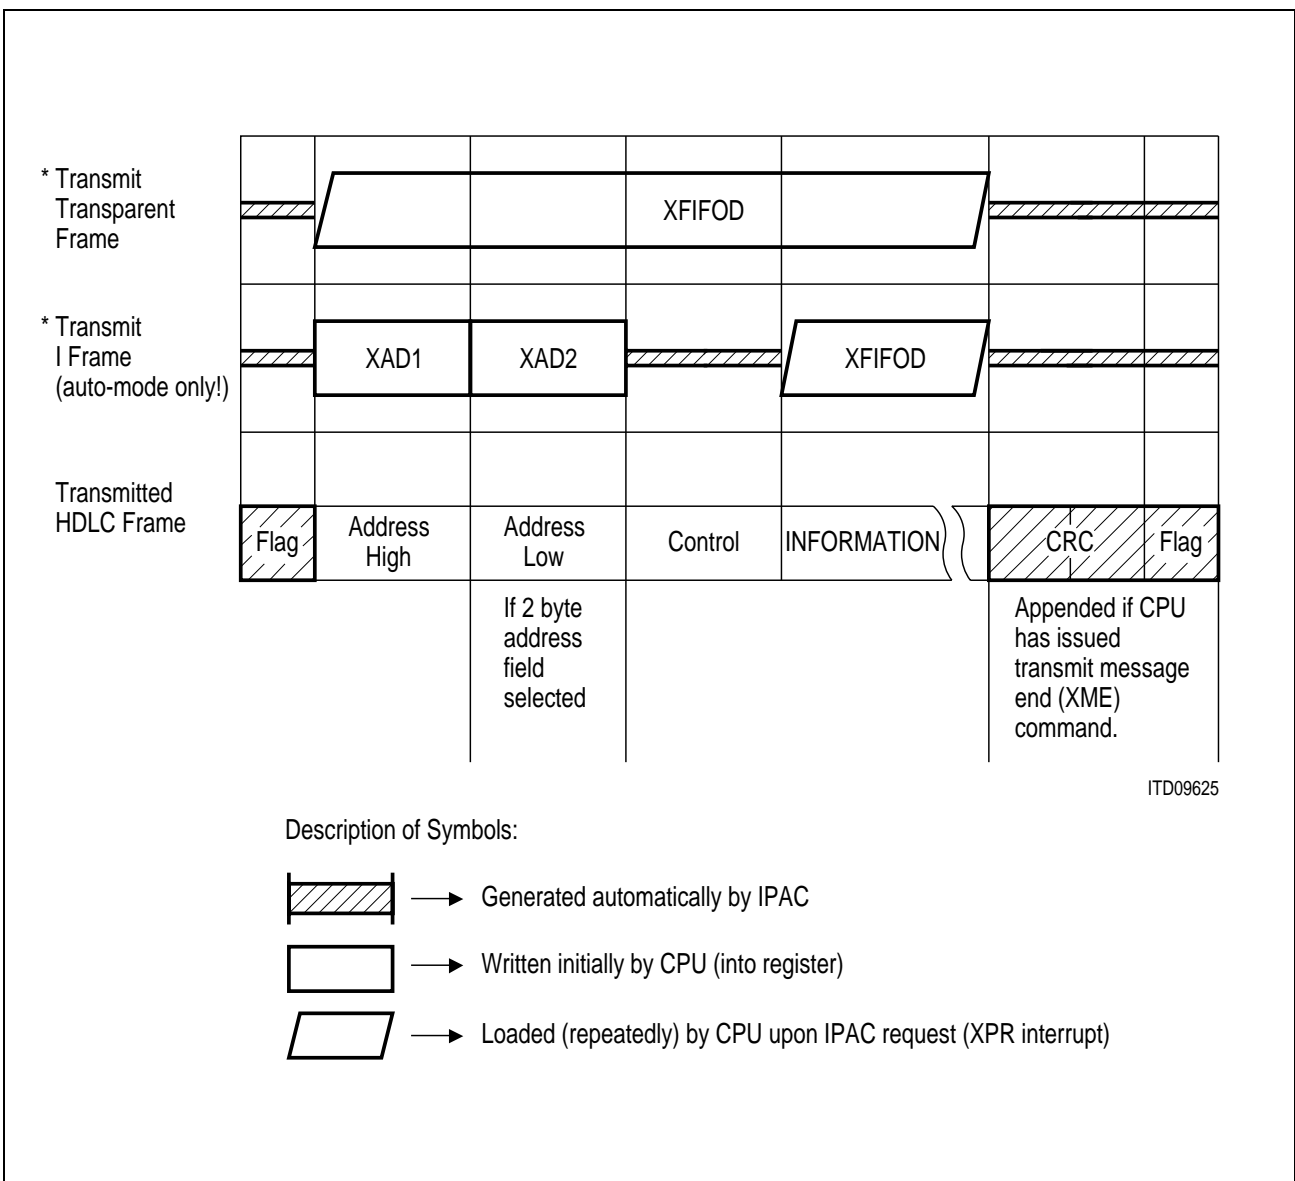 * Transmit
Transparent
Frame
XFIFOD
* Transmit
I Frame
(auto-mode only!)
XAD1
XAD2
XFIFOD
Transmitted
HDLC Frame
Flag
Address
High
Address
Low
Control
INFORMATION
CRC
Flag
If 2 byte
address
field
selected
Appended if CPU
has issued
transmit message
end (XME)
command.
ITD09625
Description of Symbols:
Generated automatically by IPAC
Written initially by CPU (into register)
Loaded (repeatedly) by CPU upon IPAC request (XPR interrupt)